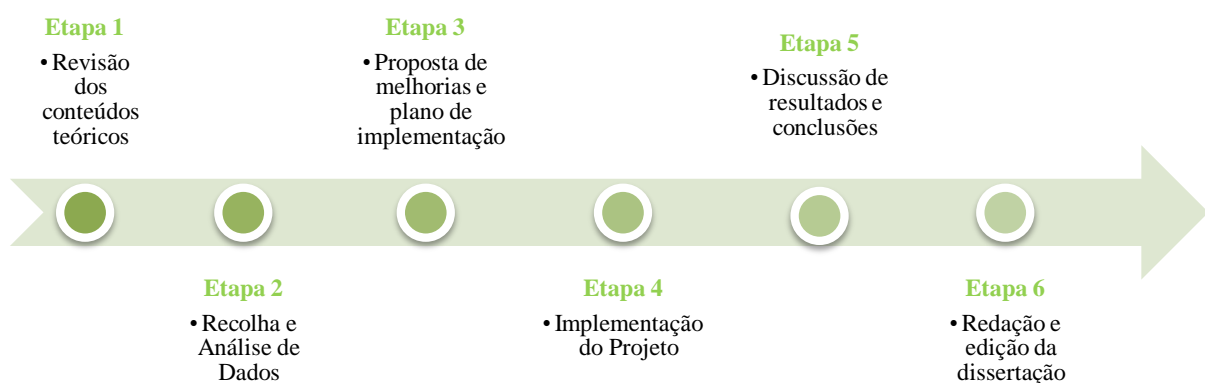 Etapa 1
• Revisão
dos
conteúdos
teóricos
Etapa 2
• Recolha e
Análise de
Dados
Etapa 3
• Proposta de
melhorias e
plano de
implementação
Etapa 4
• Implementação
do Projeto
Etapa 5
• Discussão de
resultados e
conclusões
Etapa 6
• Redação e
edição da
dissertação